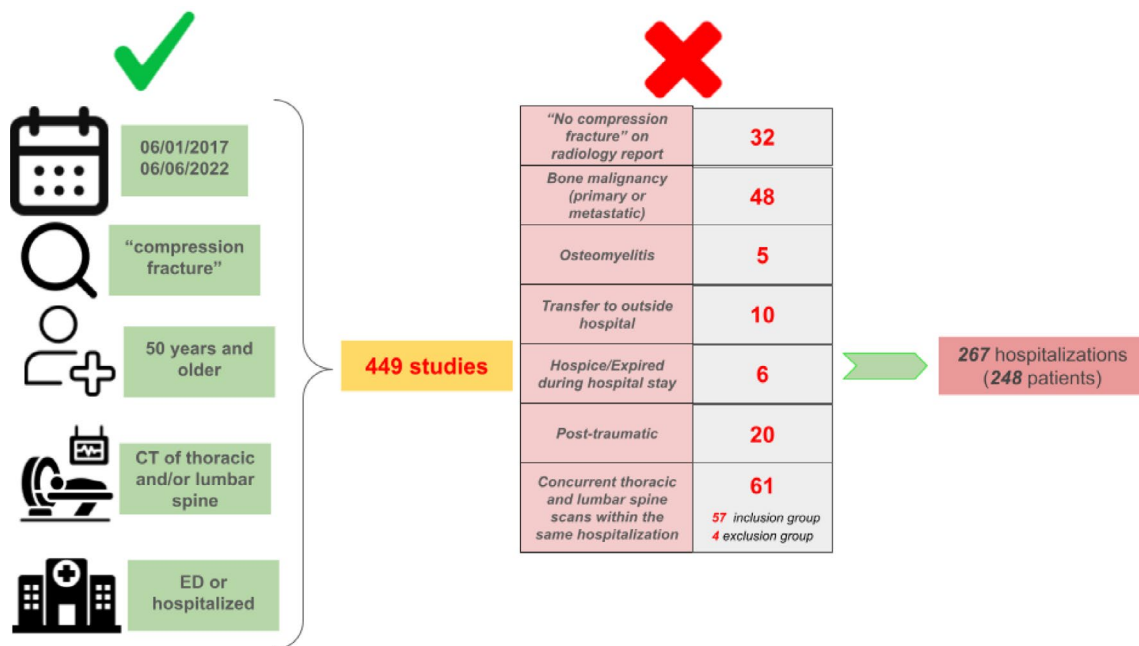 06/01/2017
06/06/2022
“compression
fracture”
50 years and
older
CT of thoracic
and/or lumbar
spine
ED or
hospitalized
449 studies
“No compression
fracture” on
radiology report
32
Bone malignancy
(primary or
metastatic)
48
Osteomyelitis
5
Transfer to outside
hospital
10
Hospice/Expired
during hospital stay
6
Post-traumatic
20
Concurrent thoracic
and lumbar spine
scans within the
same hospitalization
61
57 inclusion group
4 exclusion group
267 hospitalizations
(248 patients)